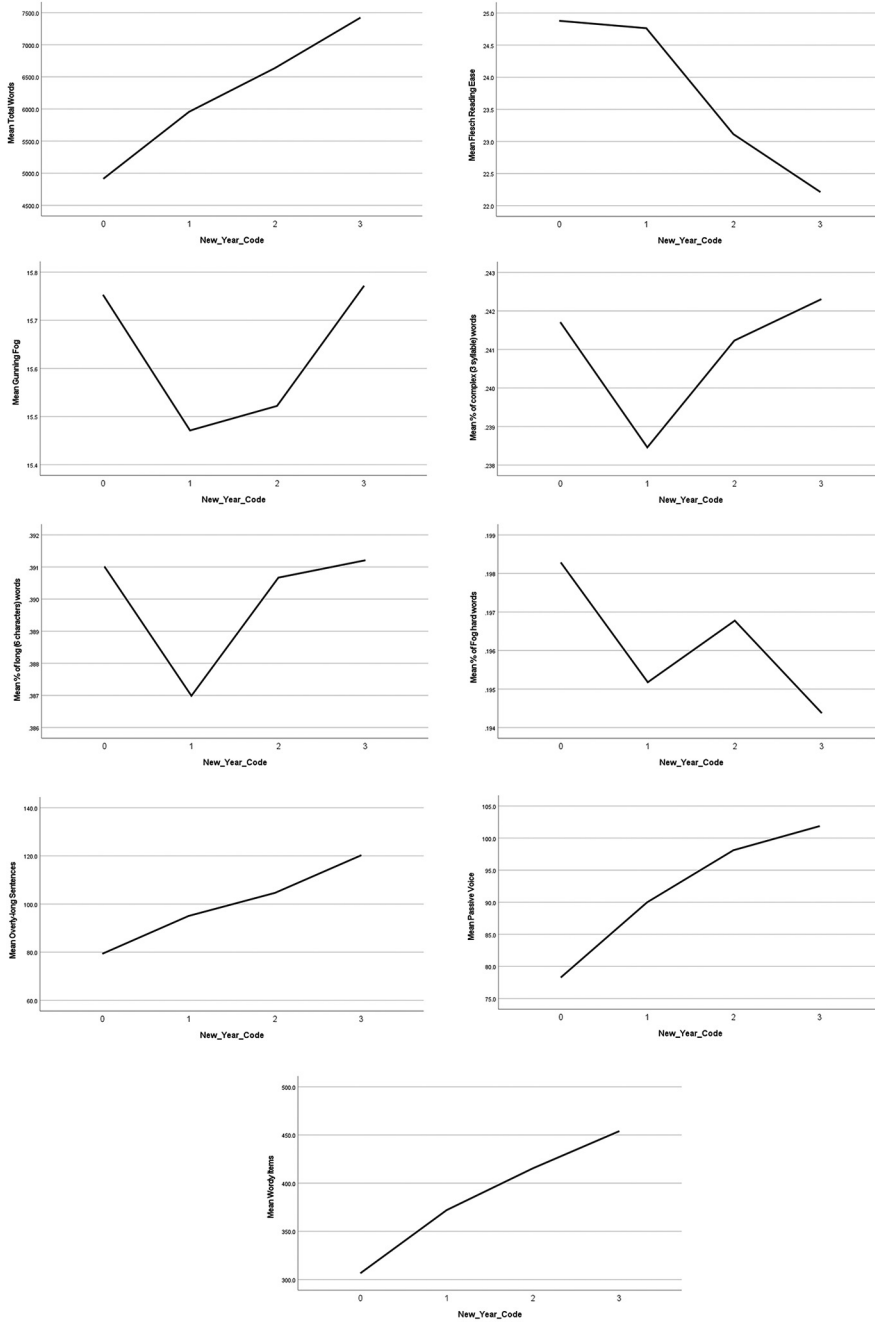 Mean Total Words
7500.0
7000.0
6500.0
6000.0
5500.0
5000.0
4500.0
0 1 2 3
New_Year_Code
Mean Flesch Reading Ease
25.0
24.5
24.0
23.5
23.0
22.5
22.0
0 1 2 3
New_Year_Code
Mean Gunning Fog
15.8
15.7
15.6
15.5
15.4
0 1 2 3
New_Year_Code
Mean % of complex (3 syllable) words
.243
.242
.241
.240
.239
.238
0 1 2 3
New_Year_Code
Mean % of long (6 characters) words
.392
.391
.390
.389
.388
.387
.386
0 1 2 3
New_Year_Code
Mean % of Fog hard words
.199
.198
.197
.196
.195
.194
0 1 2 3
New_Year_Code
Mean Overly-long Sentences
140.0
120.0
100.0
80.0
60.0
0 1 2 3
New_Year_Code
Mean Passive Voice
105.0
100.0
95.0
90.0
85.0
80.0
75.0
0 1 2 3
New_Year_Code
Mean Wordy Items
500.0
450.0
400.0
350.0
300.0
0 1 2 3
New_Year_Code